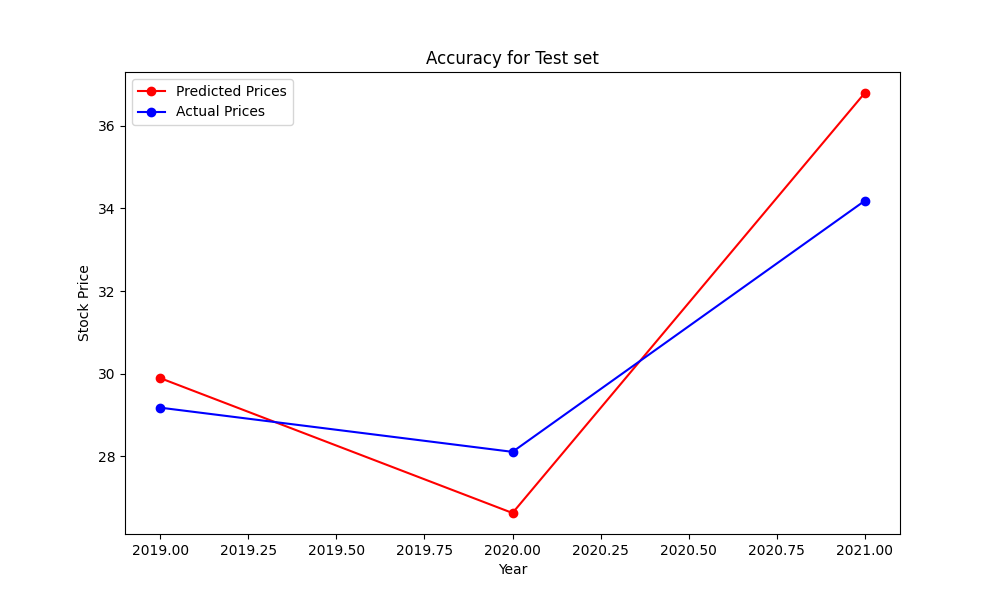 Accuracy for Test set
Predicted Prices
Actual Prices
36
34
32
30
28
Stock Price
2019.00 2019.25 2019.50 2019.75 2020.00 2020.25 2020.50 2020.75 2021.00
Year